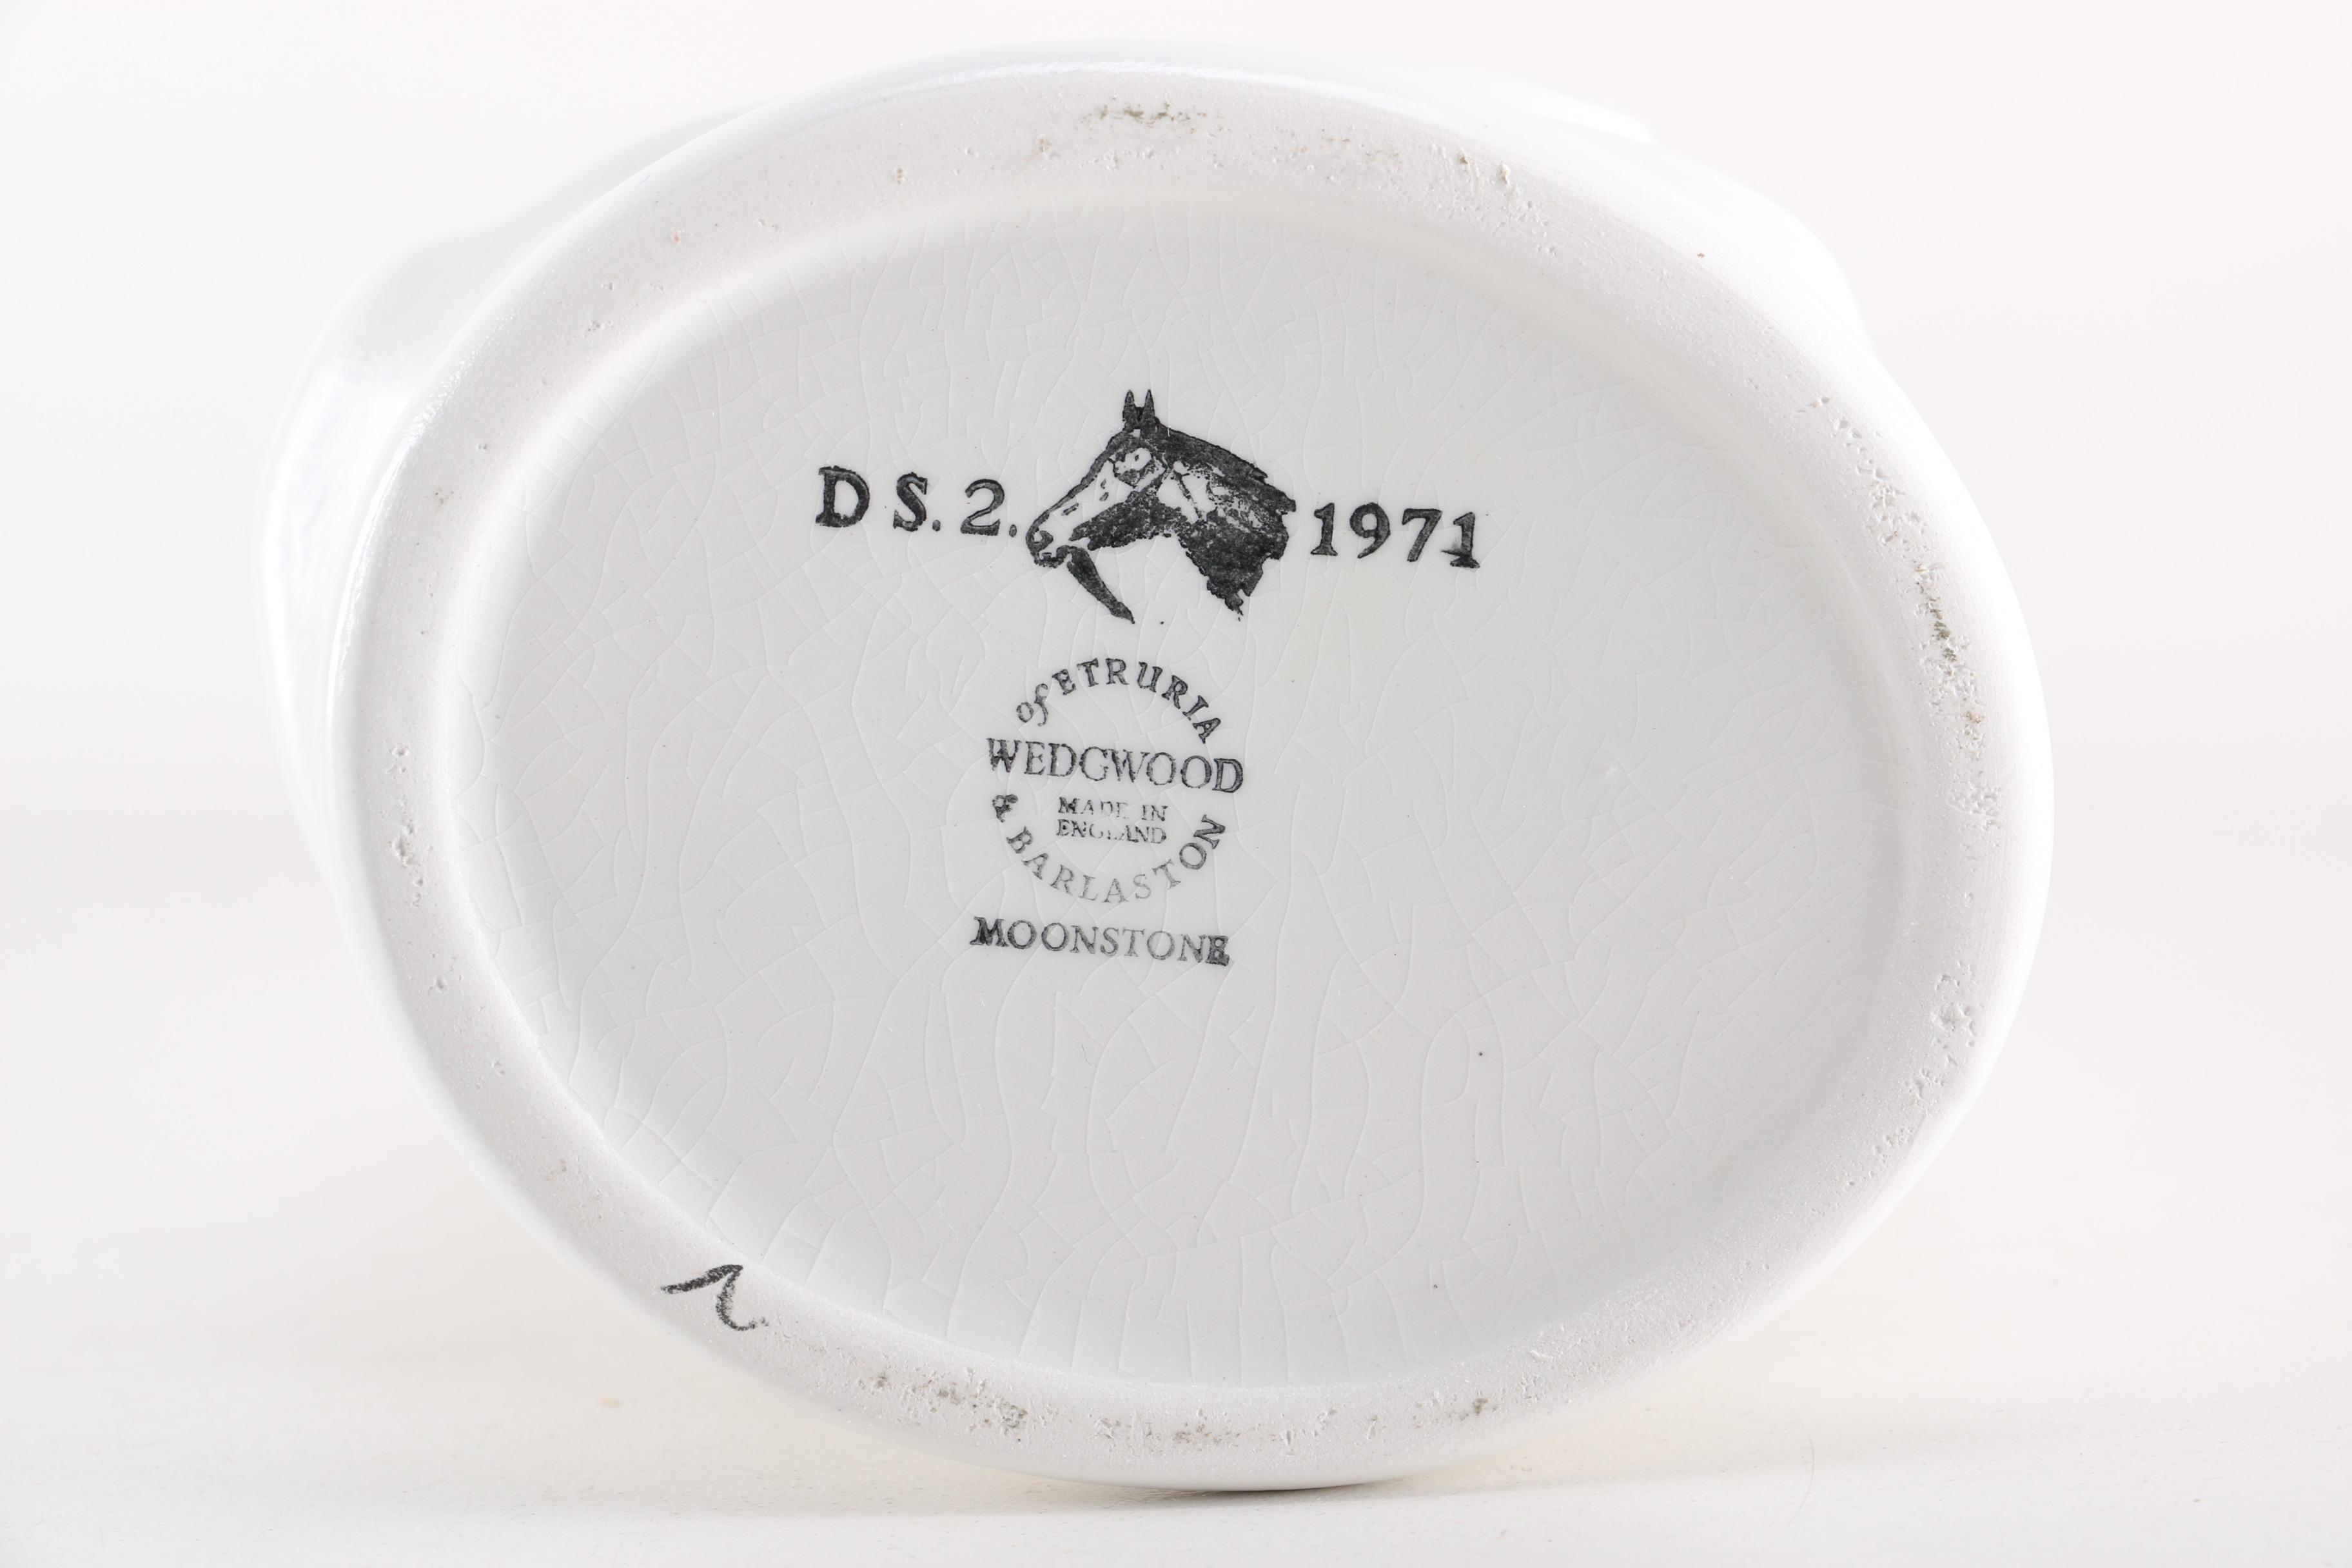 D S. 2. 1971
of ETRURIA
WEDGWOOD
MADE IN
ENGLAND
& BARLASTON
MOONSTONE